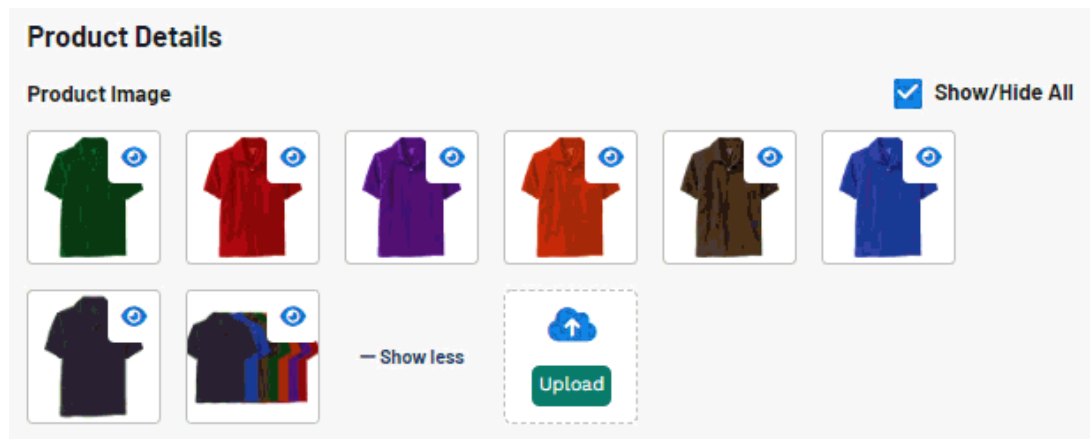 Product Details
Product Image
Show/Hide All
— Show less
Upload